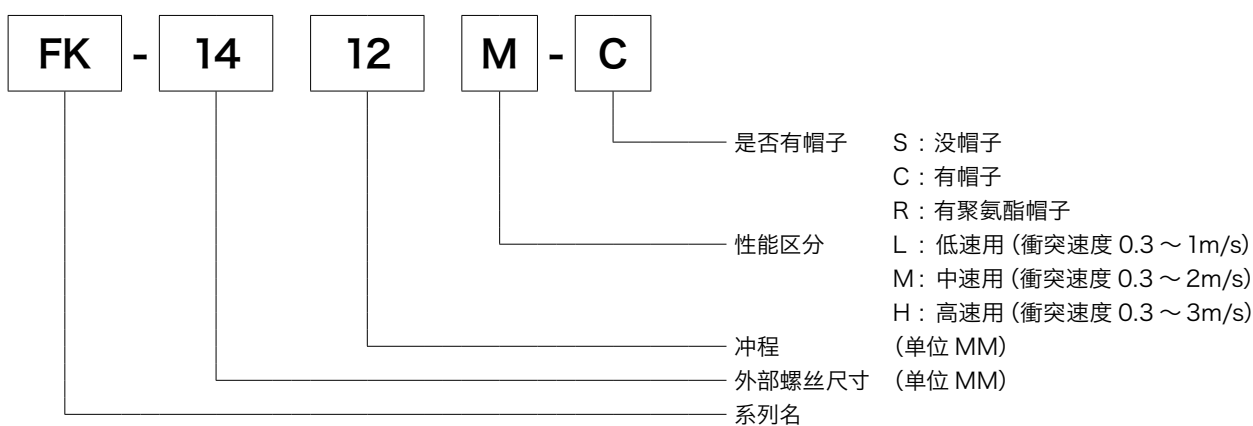 FK - 14 12 M - C
是否有帽子 S : 没帽子
C : 有帽子
R : 有聚氨酯帽子
性能区分 L : 低速用 (衝突速度 0.3 ～ 1m/s)
M : 中速用 (衝突速度 0.3 ～ 2m/s)
H : 高速用 (衝突速度 0.3 ～ 3m/s)
冲程 (单位 MM)
外部螺丝尺寸 (单位 MM)
系列名